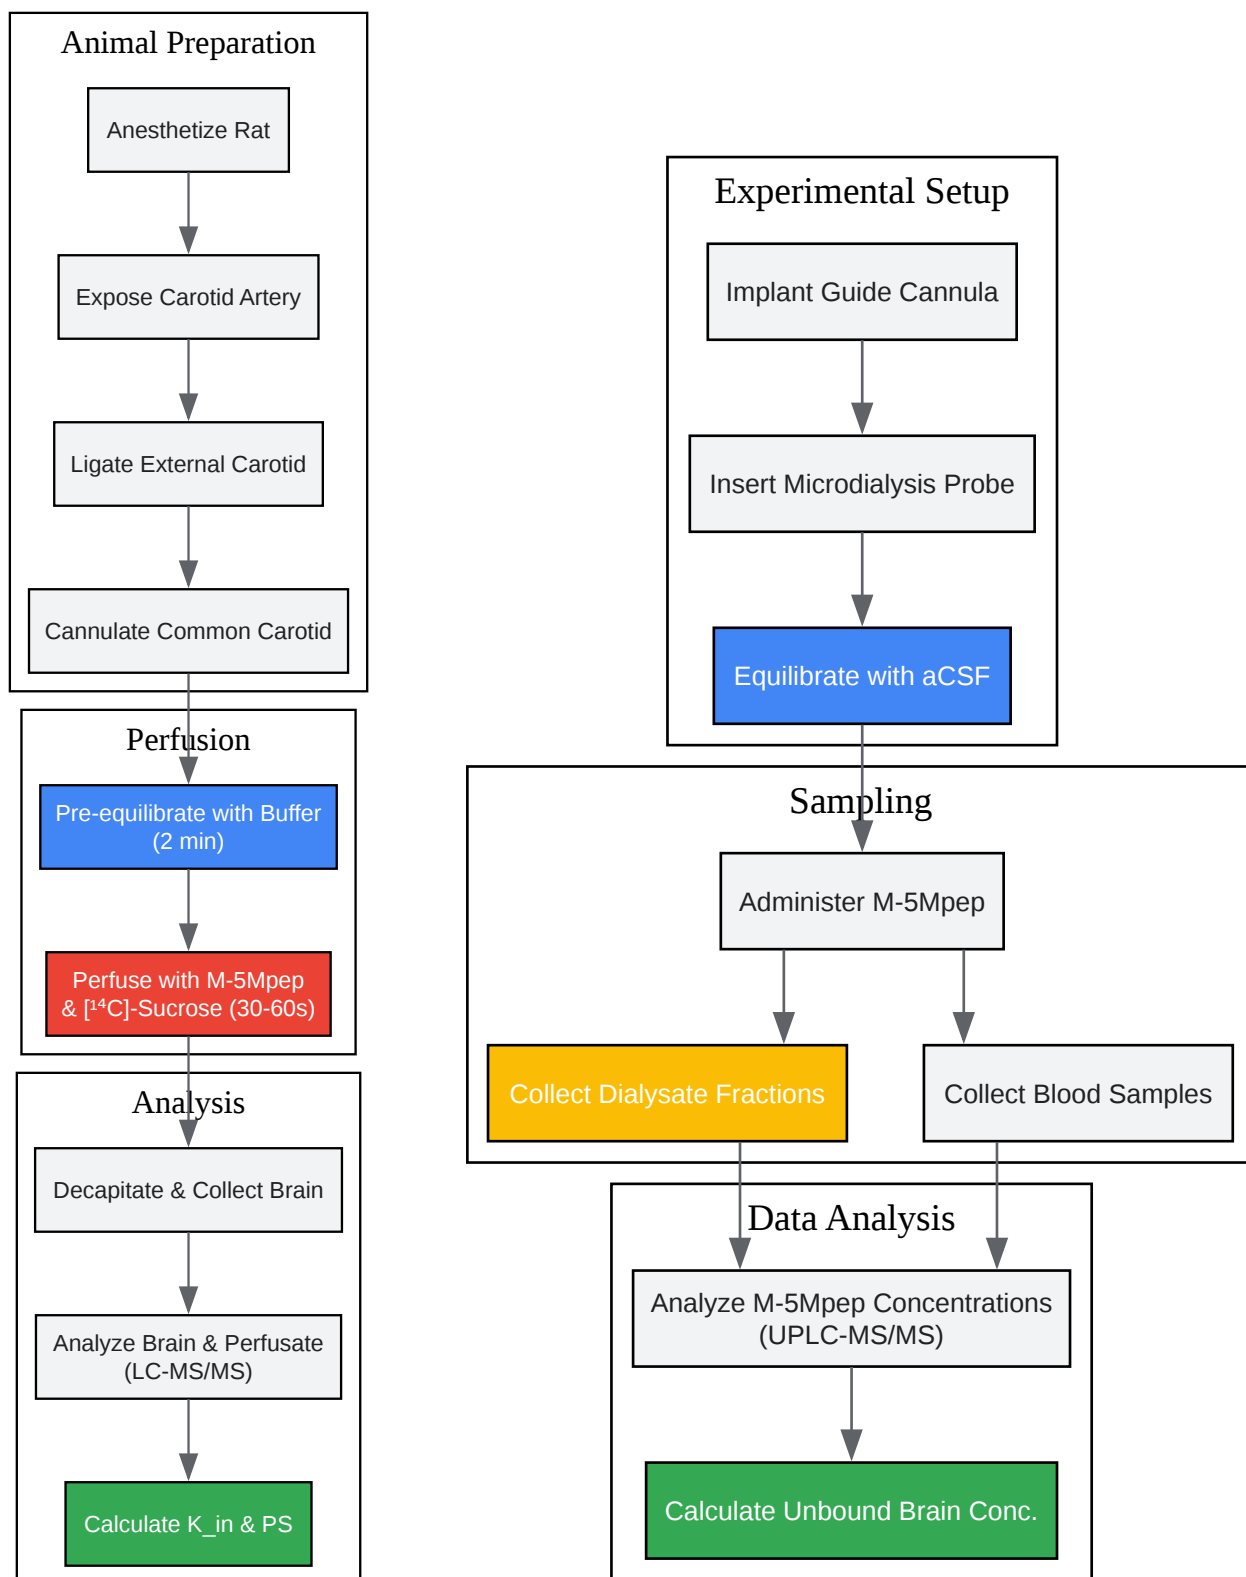 Animal Preparation
Anesthetize Rat
Expose Carotid Artery
Ligate External Carotid
Cannulate Common Carotid
Perfusion
Pre-equilibrate with Buffer
(2 min)
Perfuse with M-5Mpep
& [¹⁴C]-Sucrose (30-60s)
Analysis
Decapitate & Collect Brain
Analyze Brain & Perfusate
(LC-MS/MS)
Calculate K_in & PS
Experimental Setup
Implant Guide Cannula
Insert Microdialysis Probe
Equilibrate with aCSF
Sampling
Administer M-5Mpep
Collect Dialysate Fractions
Collect Blood Samples
Data Analysis
Analyze M-5Mpep Concentrations
(UPLC-MS/MS)
Calculate Unbound Brain Conc.